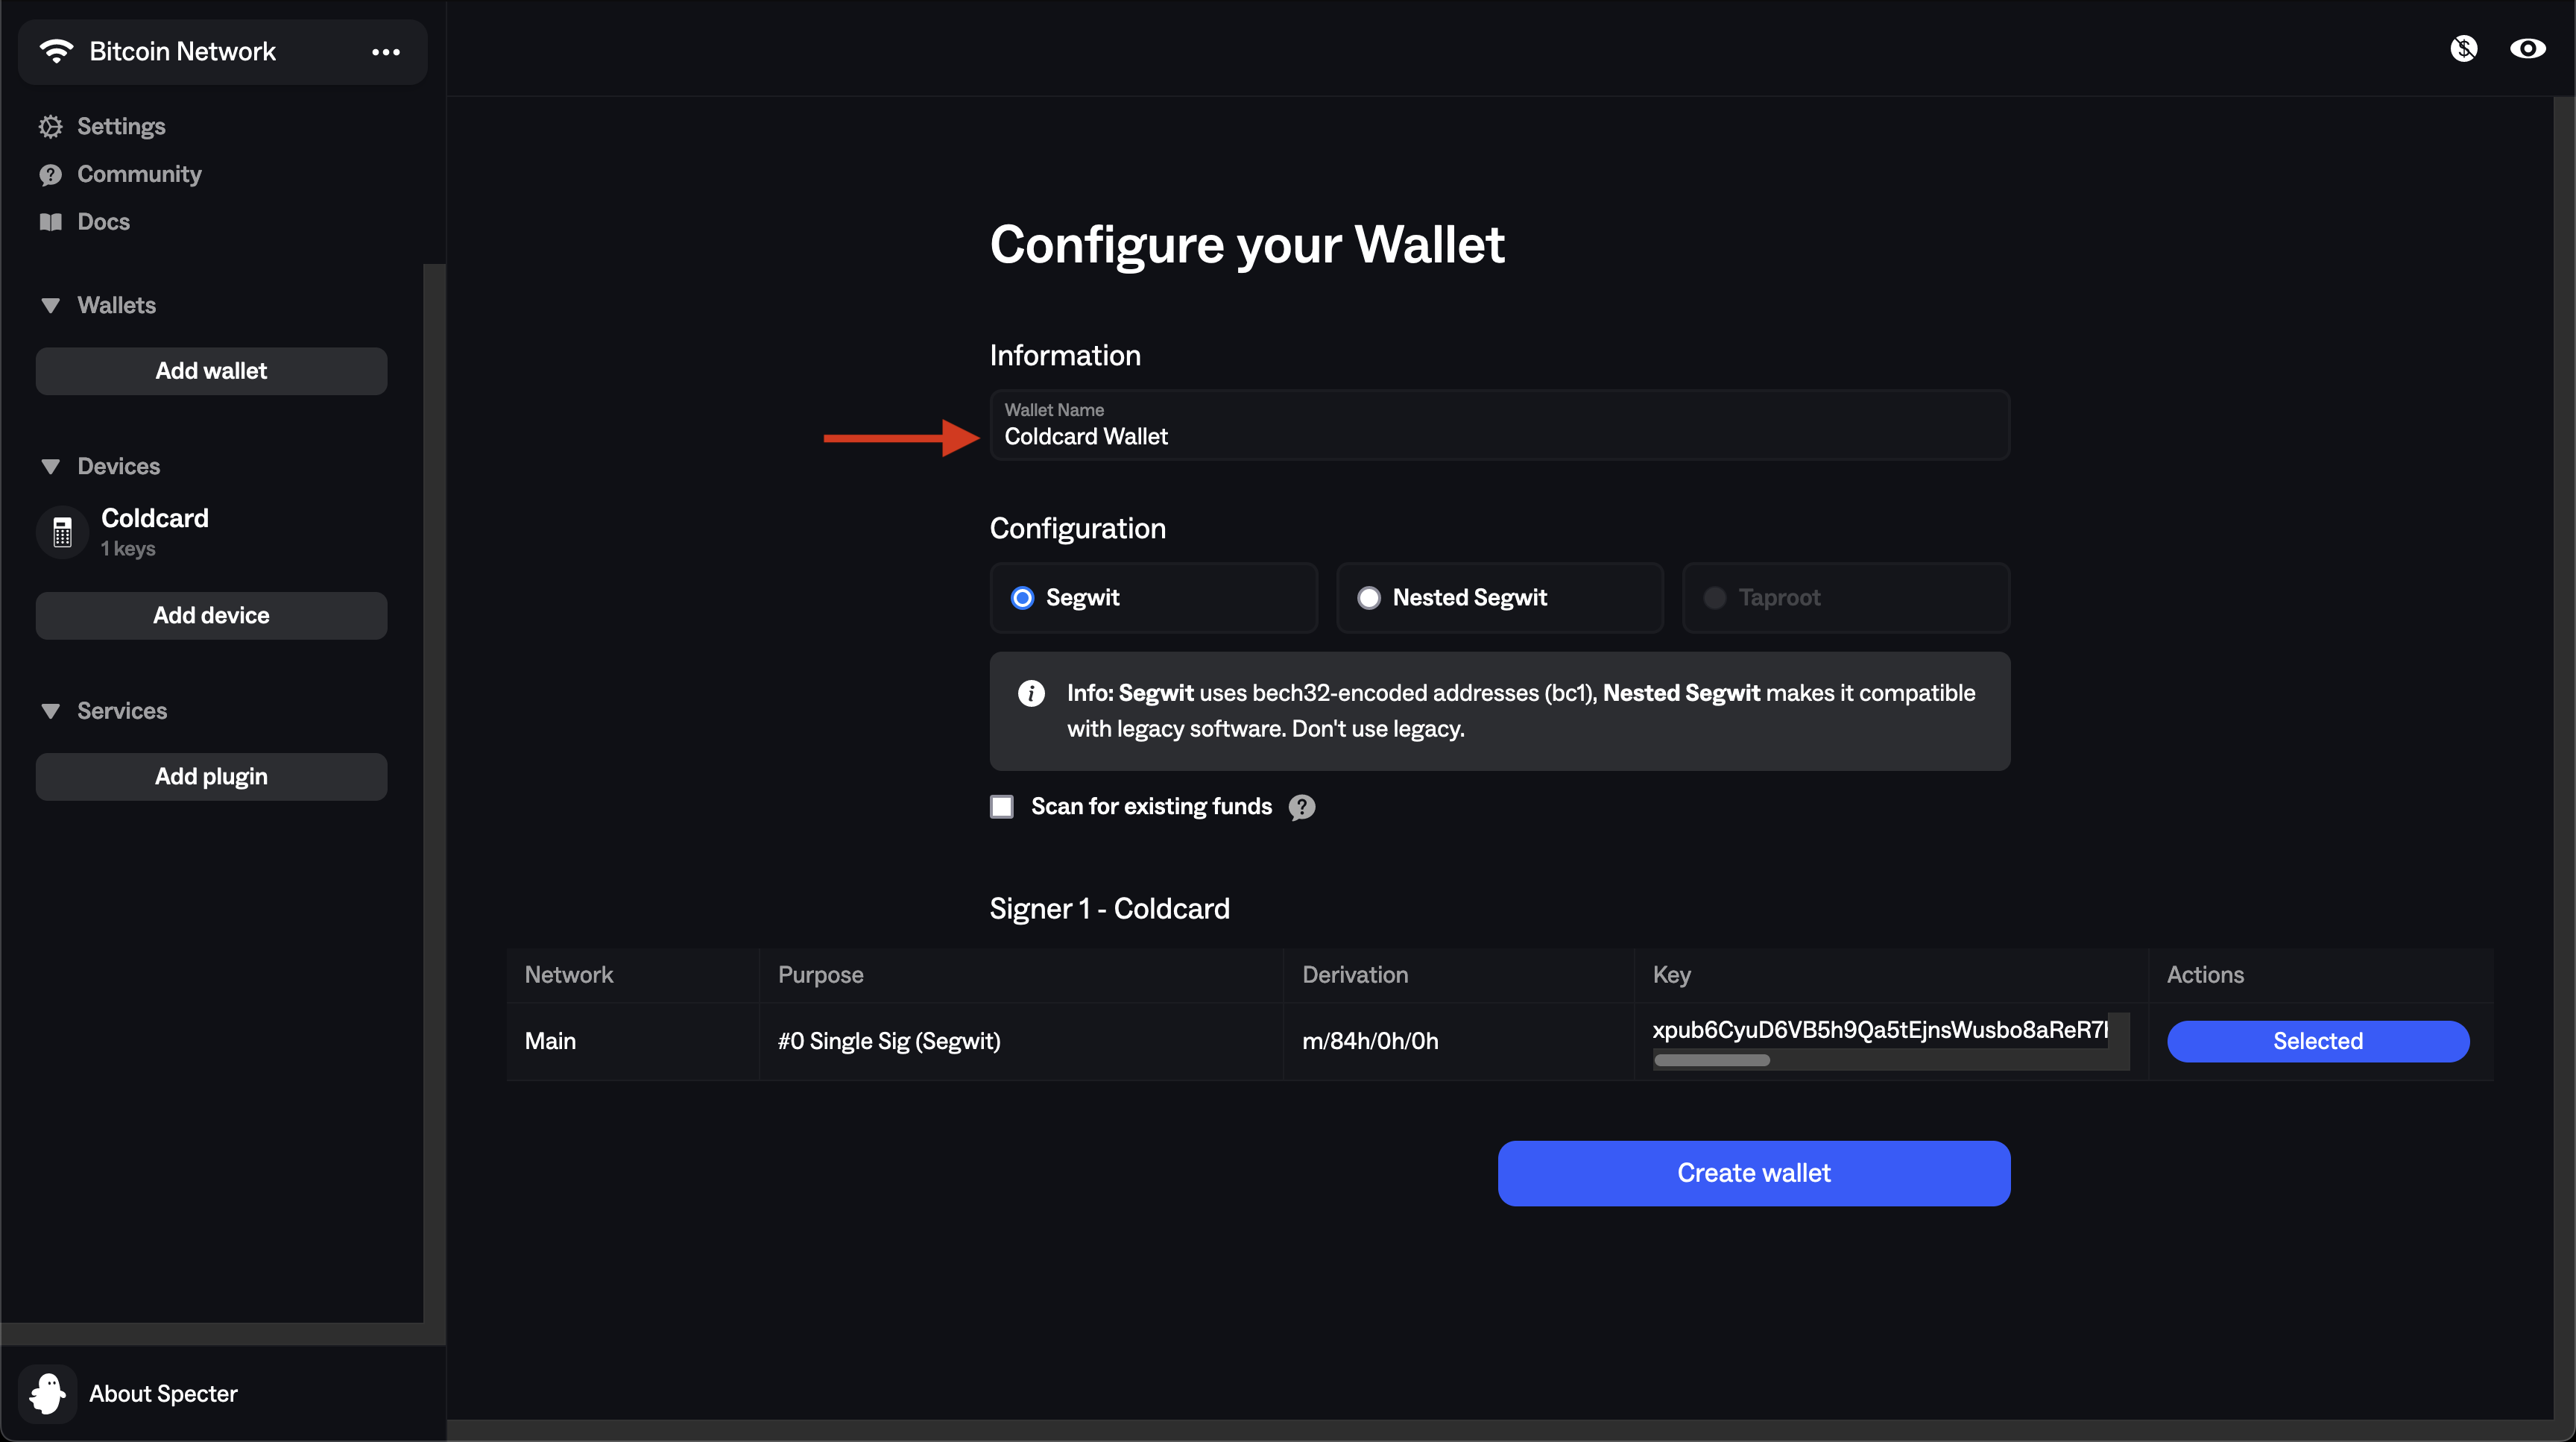 Bitcoin Network
Settings
Community
Docs
Wallets
Add wallet
Devices
Coldcard
1 keys
Add device
Services
Add plugin
About Specter
Configure your Wallet
Information
Wallet Name
Coldcard Wallet
Configuration
Segwit
Nested Segwit
Taproot
Info: Segwit uses bech32-encoded addresses (bc1), Nested Segwit makes it compatible
with legacy software. Don't use legacy.
Scan for existing funds
Signer 1 - Coldcard
Network Purpose Derivation Key Actions
Main #0 Single Sig (Segwit) m/84h/0h/0h xpub6CyuD6VB5h9Qa5tEjnsWusbo8aReR7 Selected
Create wallet